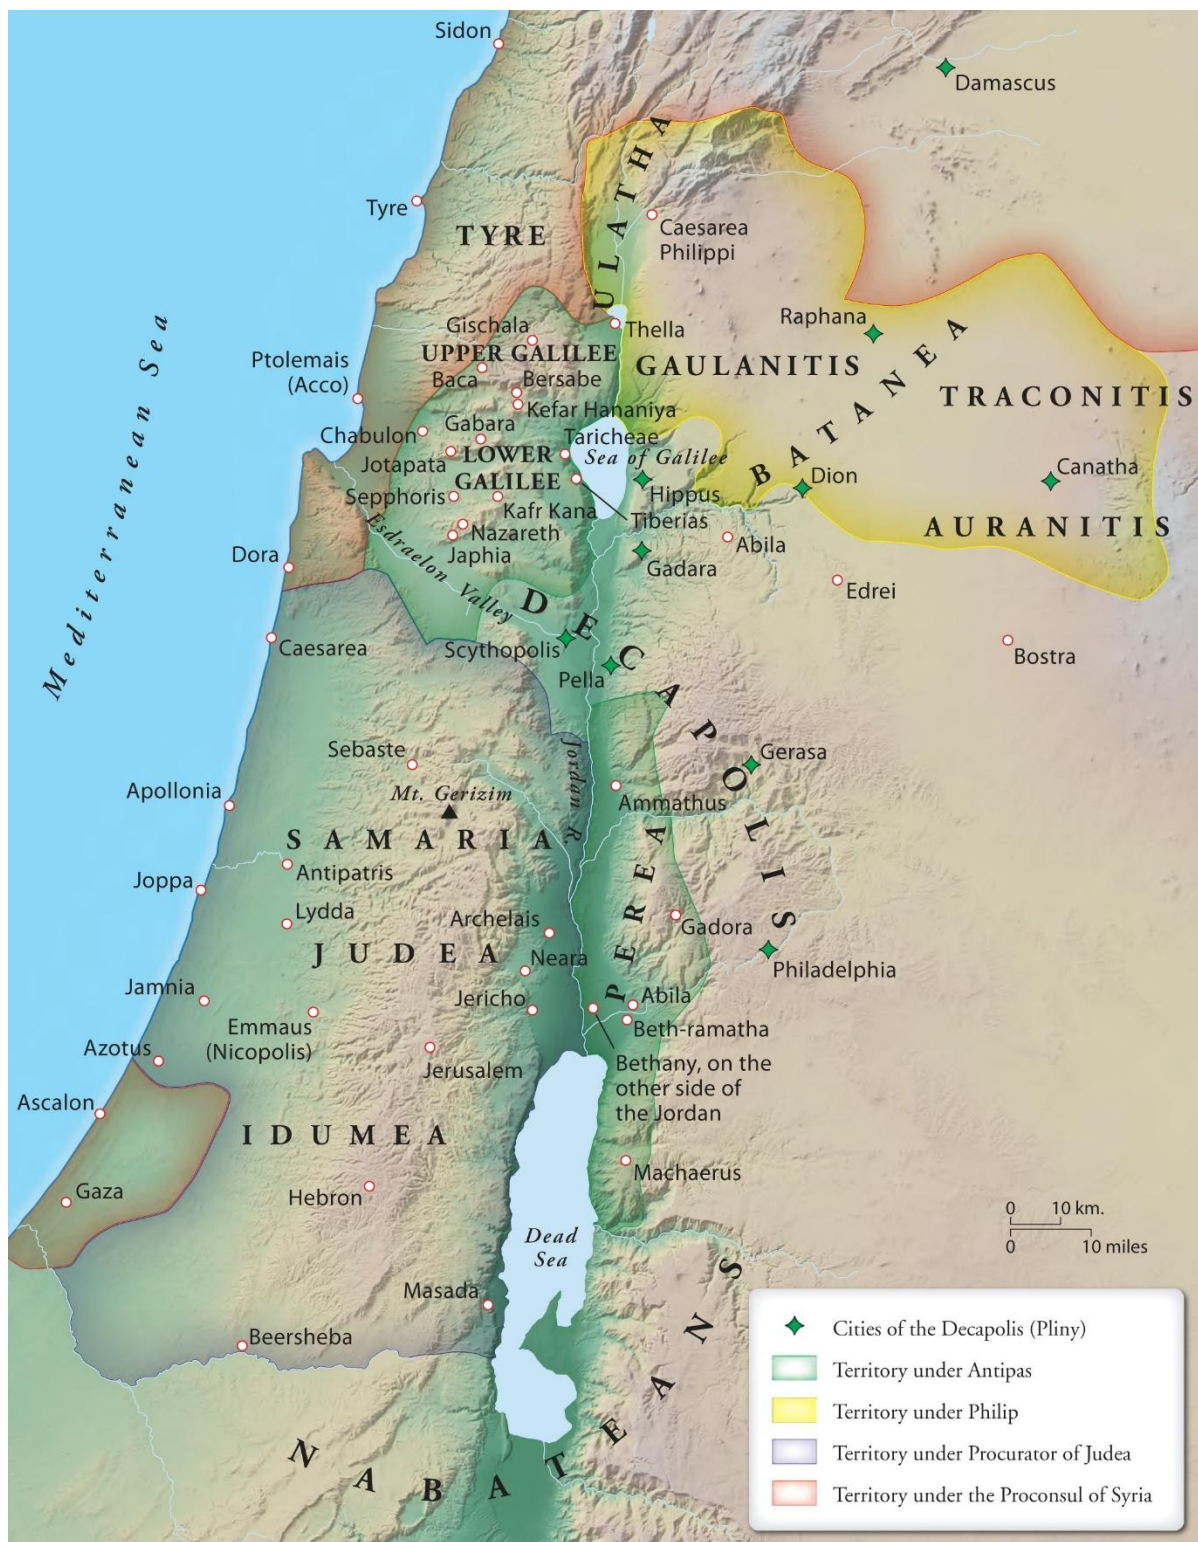 Sidon
Damascus
ULATHA
Tyre
TYRE
Caesarea
Philippi
Mediterranean Sea
Gischala
Thella
Raphana
UPPER GALILEE
GAULANITIS
BATANEA
Ptolemais
(Acco)
Baca
Bersabe
TRACONITIS
Kefar Hananiya
Chabulon
Gabara
Taricheae
Jotapata
LOWER
GALILEE
Sea of Galilee
Canatha
Sepphoris
Kafr Kana
Hippus
Dion
Tiberias
Nazareth
AURANITIS
Japhia
Esdraelon Valley
Abila
Dora
Gadara
Edrei
DECAPOLIS
Caesarea
Scythopolis
Pella
Bostra
Sebaste
Jordan R.
Gerasa
Mt. Gerizim
Ammathus
Apollonia
SAMARIA
Antipatris
PEREA
Joppa
Lydda
Archelais
Gadora
JUDEA
Neara
Philadelphia
Jamnia
Jericho
Abila
Emmaus
(Nicopolis)
Beth-ramatha
Azotus
Jerusalem
Bethany, on the
other side of
the Jordan
Ascalon
IDUMEA
Machaerus
Gaza
Hebron
0 10 km.
0 10 miles
Dead
Sea
Masada
Beersheba
NABATEANS
Cities of the Decapolis (Pliny)
Territory under Antipas
Territory under Philip
Territory under Procurator of Judea
Territory under the Proconsul of Syria